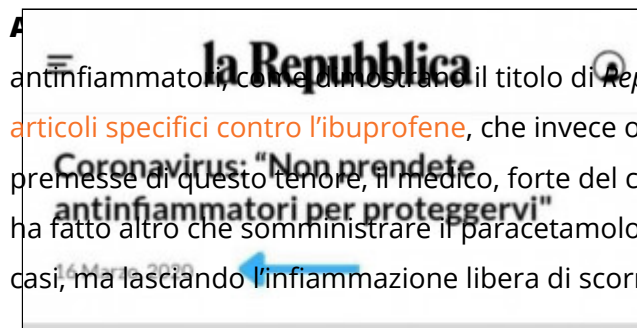 la Repubblica
antinfiammatori, come dimostrano il titolo di Rep
articoli specifici contro l'ibuprofene, che invece o
Coronavirus: "Non prendete
premesse di questo tenore, il medico, forte del c
antinfiammatori per proteggervi"
ha fatto altro che somministrare il paracetamolo
16 Marzo, 2020
casi, ma lasciando l'infiammazione libera di scorr